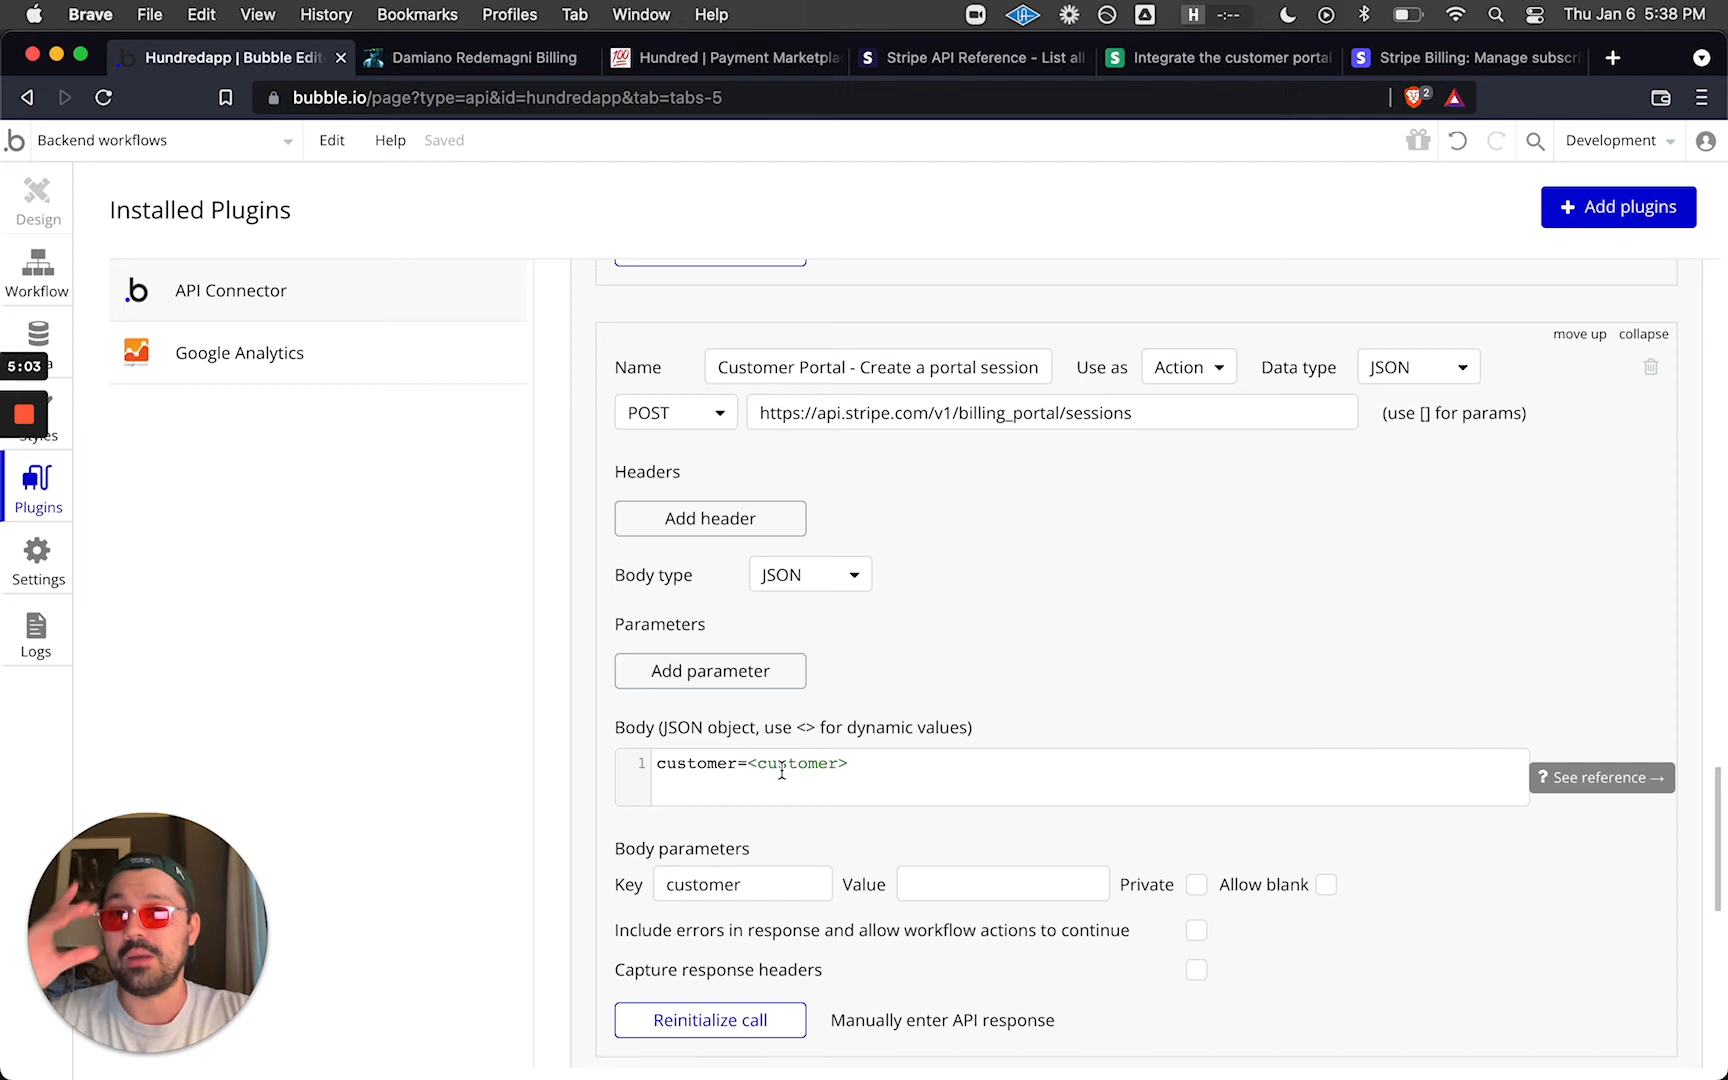 Brave File Edit View History Bookmarks Profiles Tab Window Help
H -:-- Thu Jan 6 5:38 PM
Hundredapp | Bubble Edit
Damiano Redemagni Billing
Hundred | Payment Marketpla
Stripe API Reference - List all
Integrate the customer portal
Stripe Billing: Manage subscri
bubble.io/page?type=api&id=hundredapp&tab=tabs-5
2
Backend workflows
Edit
Help
Saved
Development
Design
Workflow
5:03
Styles
Plugins
Settings
Logs
Installed Plugins
Add plugins
API Connector
Google Analytics
move up collapse
Name Customer Portal - Create a portal session Use as Action Data type JSON
POST https://api.stripe.com/v1/billing_portal/sessions (use [] for params)
Headers
Add header
Body type JSON
Parameters
Add parameter
Body (JSON object, use <> for dynamic values)
1 customer=<customer>
? See reference →
Body parameters
Key customer Value Private Allow blank
Include errors in response and allow workflow actions to continue
Capture response headers
Reinitialize call Manually enter API response